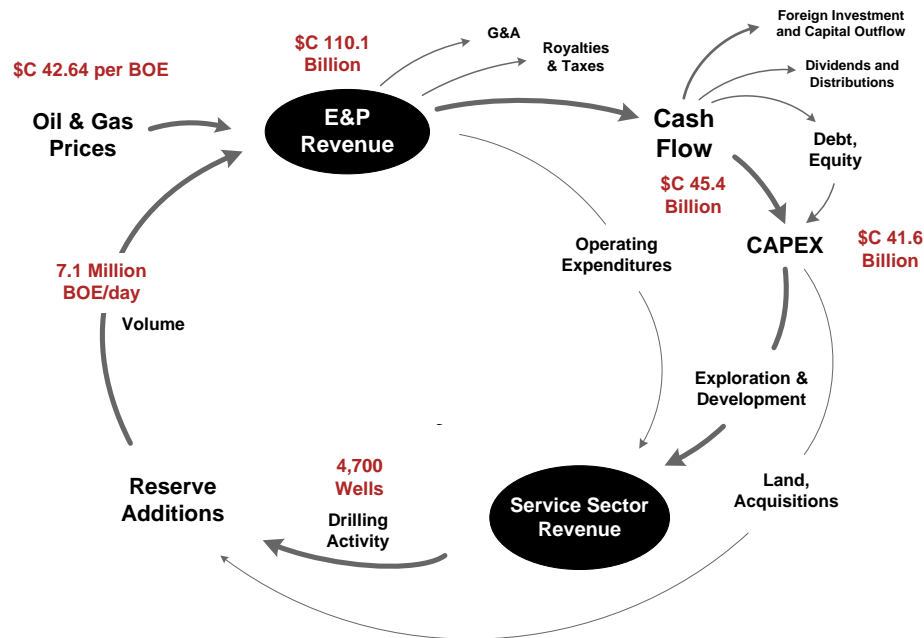 $C 42.64 per BOE
Oil & Gas
Prices
$C 110.1
Billion
E&P
Revenue
G&A
Royalties
& Taxes
Foreign Investment
and Capital Outflow
Dividends and
Distributions
Cash
Flow
Debt,
Equity
$C 45.4
Billion
CAPEX
$C 41.6
Billion
Operating
Expenditures
7.1 Million
BOE/day
Volume
Exploration &
Development
Land,
Acquisitions
Service Sector
Revenue
4,700
Wells
Drilling
Activity
Reserve
Additions